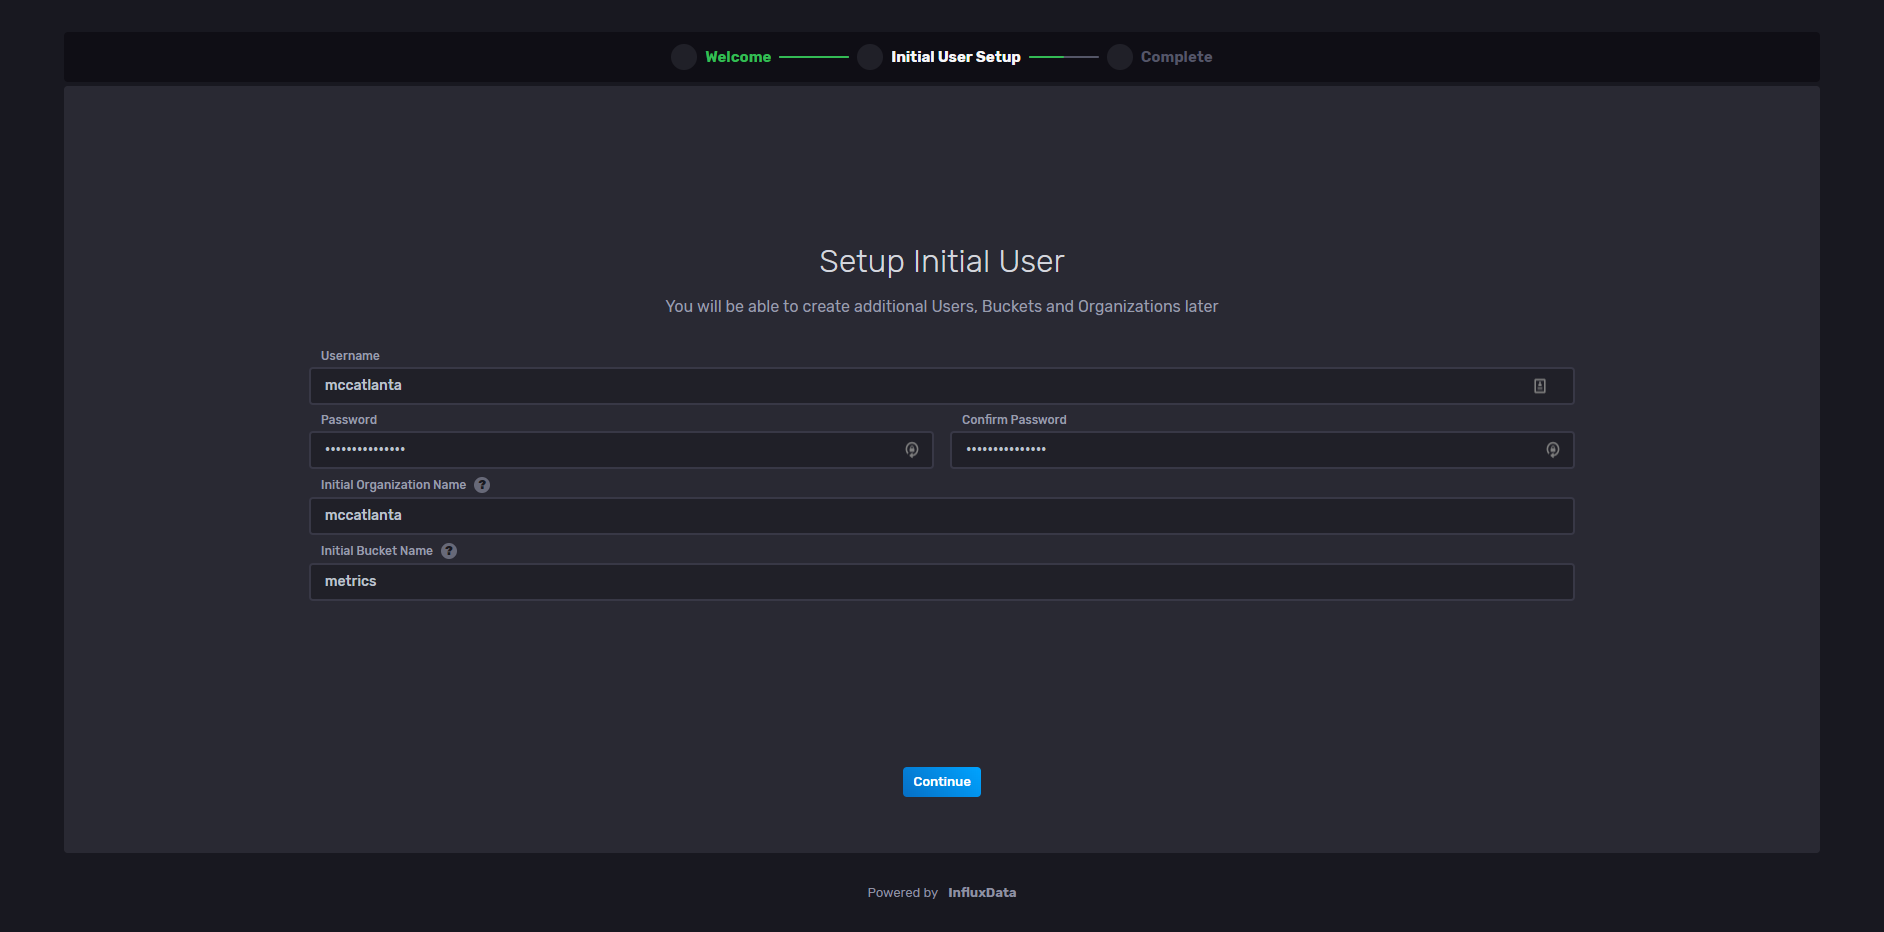 Welcome Initial User Setup Complete
Setup Initial User
You will be able to create additional Users, Buckets and Organizations later
Username
mccatlanta
Password Confirm Password
••••••••••••••• •••••••••••••••
Initial Organization Name ?
mccatlanta
Initial Bucket Name ?
metrics
Continue
Powered by InfluxData